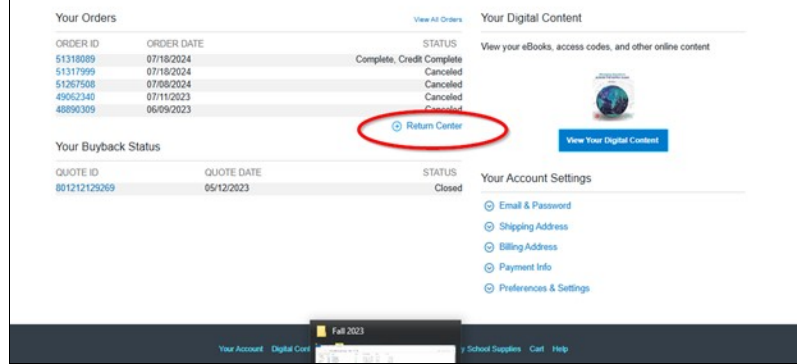 Your Orders
View All Orders
ORDER ID ORDER DATE STATUS
51318089 07/18/2024 Complete, Credit Complete
51317999 07/18/2024 Canceled
51267508 07/08/2024 Canceled
49062340 07/11/2023 Canceled
48890309 06/09/2023 Canceled
Return Center
Your Buyback Status
QUOTE ID QUOTE DATE STATUS
801212129269 05/12/2023 Closed
Your Digital Content
View your eBooks, access codes, and other online content
View Your Digital Content
Your Account Settings
Email & Password
Shipping Address
Billing Address
Payment Info
Preferences & Settings
Fall 2023
Your Account Digital Cont y School Supplies Cart Help